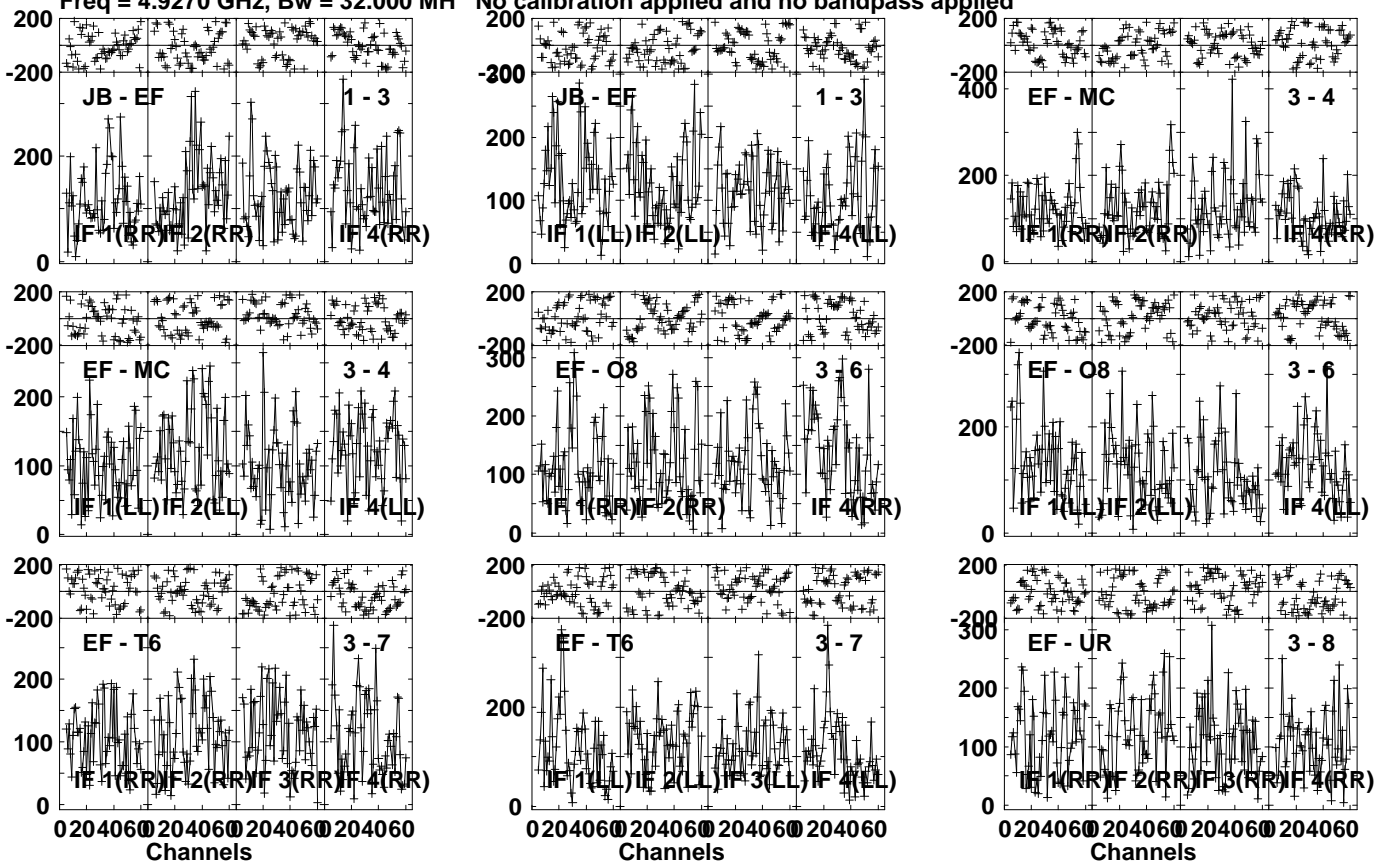 Freq = 4.9270 GHz, Bw = 32.000 MH No calibration applied and no bandpass applied
200
-200
JB - EF 1 - 3
200
0
IF 1(RR) IF 2(RR) IF 4(RR)
200
-200
300
JB - EF 1 - 3
200
100
0
IF 1(LL) IF 2(LL) IF 4(LL)
200
-200
400
EF - MC 3 - 4
200
0
IF 1(RR) IF 2(RR) IF 4(RR)
200
-200
EF - MC 3 - 4
200
100
0
IF 1(LL) IF 2(LL) IF 4(LL)
200
-200
300
EF - O8 3 - 6
200
100
0
IF 1(RR) IF 2(RR) IF 4(RR)
200
-200
EF - O8 3 - 6
200
0
IF 1(LL) IF 2(LL) IF 4(LL)
200
-200
EF - T6 3 - 7
200
100
0
IF 1(RR) IF 2(RR) IF 3(RR) IF 4(RR)
0 20 40 60 0 20 40 60 0 20 40 60 0 20 40 60
Channels
200
-200
EF - T6 3 - 7
200
0
IF 1(LL) IF 2(LL) IF 3(LL) IF 4(LL)
0 20 40 60 0 20 40 60 0 20 40 60 0 20 40 60
Channels
200
-200
300
EF - UR 3 - 8
200
100
0
IF 1(RR) IF 2(RR) IF 3(RR) IF 4(RR)
0 20 40 60 0 20 40 60 0 20 40 60 0 20 40 60
Channels